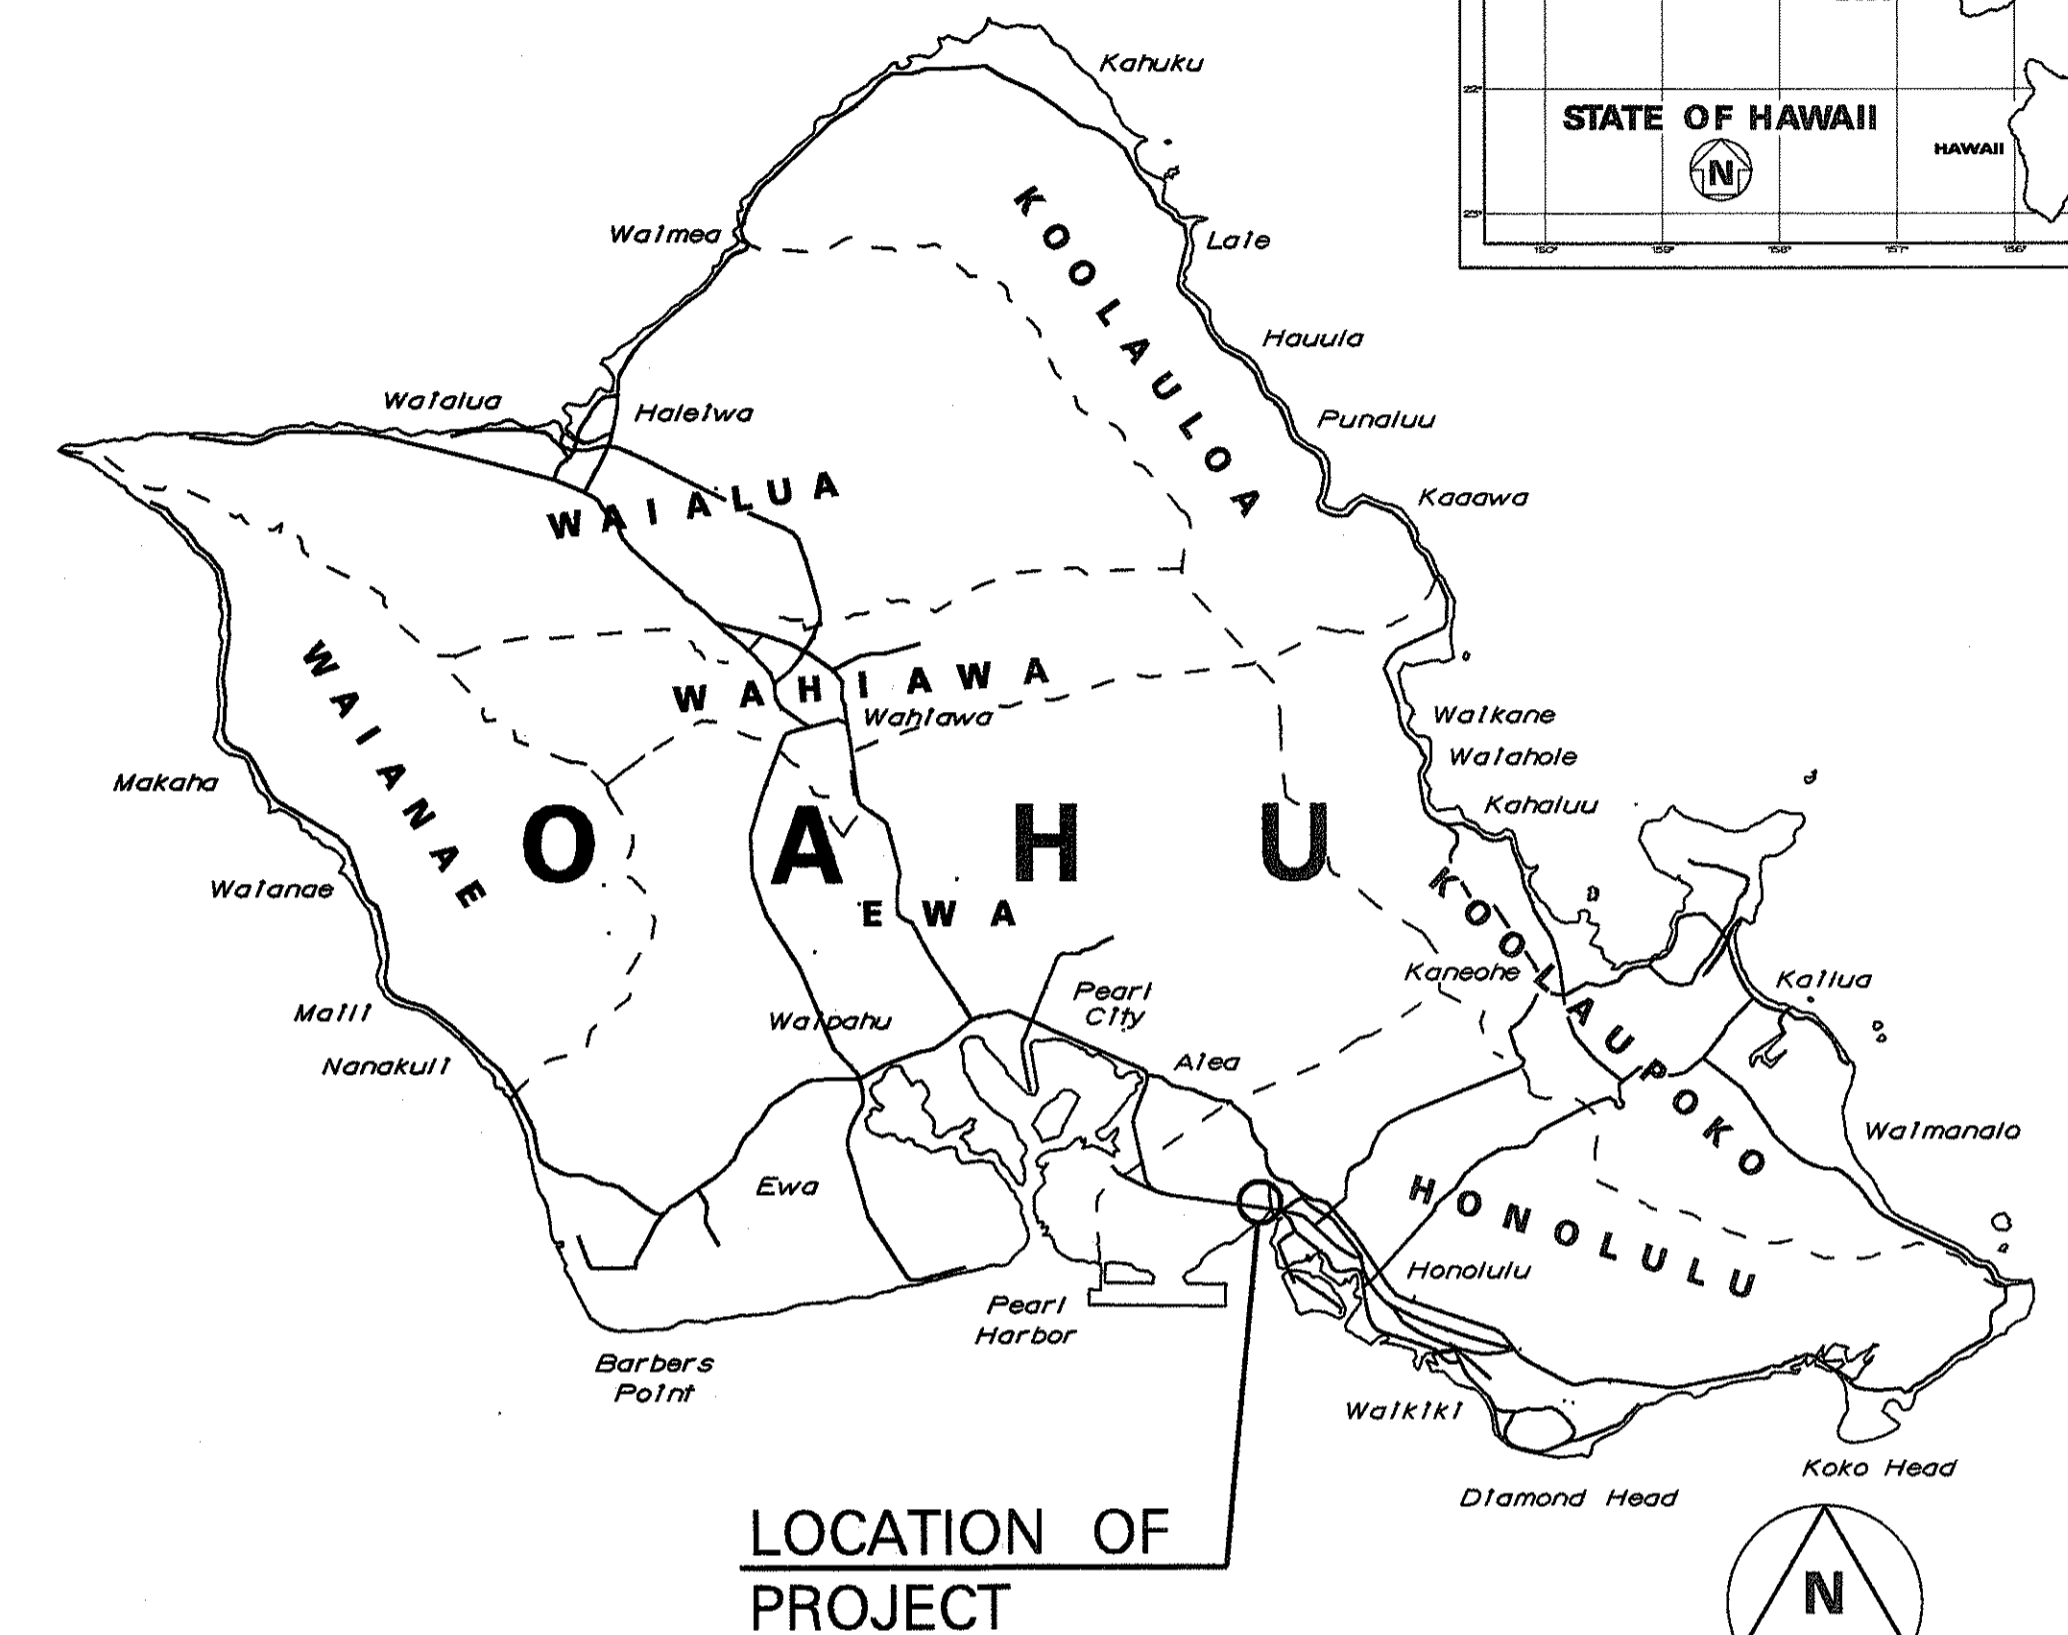 Kahuku
22°
STATE OF HAWAII
N
HAWAII
Waimea
Laie
KOOLAULOA
Hauula
Waialua
Haleiwa
Punaluu
WAIALUA
Kaaawa
WAIANAE
WAHIAWA
Wahiawa
Waikane
Waiahole
Makaha
Kahaluu
OAHU
Waianae
EWA
KOOLAUPOKO
Kaneohe
Kailua
Pearl
City
Maili
Waipahu
Nanakuli
Aiea
Waimanalo
Ewa
HONOLULU
Honolulu
Pearl
Harbor
Barbers
Point
Waikiki
Koko Head
Diamond Head
LOCATION OF
PROJECT
N